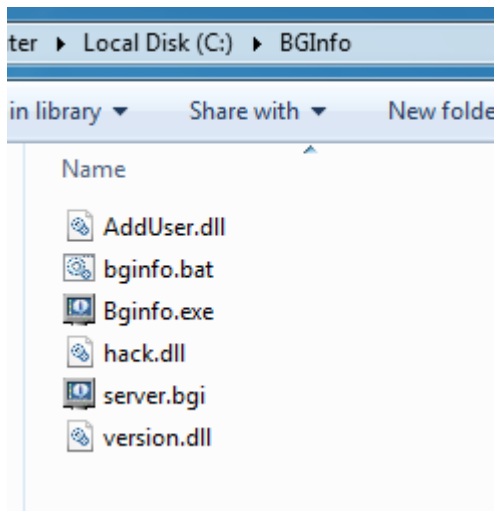 ter ▸ Local Disk (C:) ▸ BGInfo
in library ▾ Share with ▾ New folde
Name
AddUser.dll
bginfo.bat
Bginfo.exe
hack.dll
server.bgi
version.dll